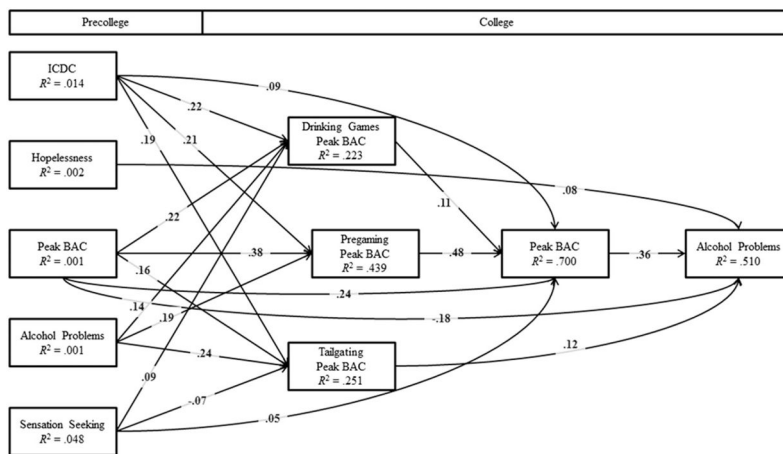 Precollege College
ICDC
R² = .014
Hopelessness
R² = .002
Peak BAC
R² = .001
Alcohol Problems
R² = .001
Sensation Seeking
R² = .048
Drinking Games
Peak BAC
R² = .223
Pregaming
Peak BAC
R² = .439
Tailgating
Peak BAC
R² = .251
Peak BAC
R² = .700
Alcohol Problems
R² = .510
.09
.22
.19
.21
.08
.11
.22
.38
.48
.36
.16
.24
.14
.19
-.18
.24
.12
.09
-.07
.05